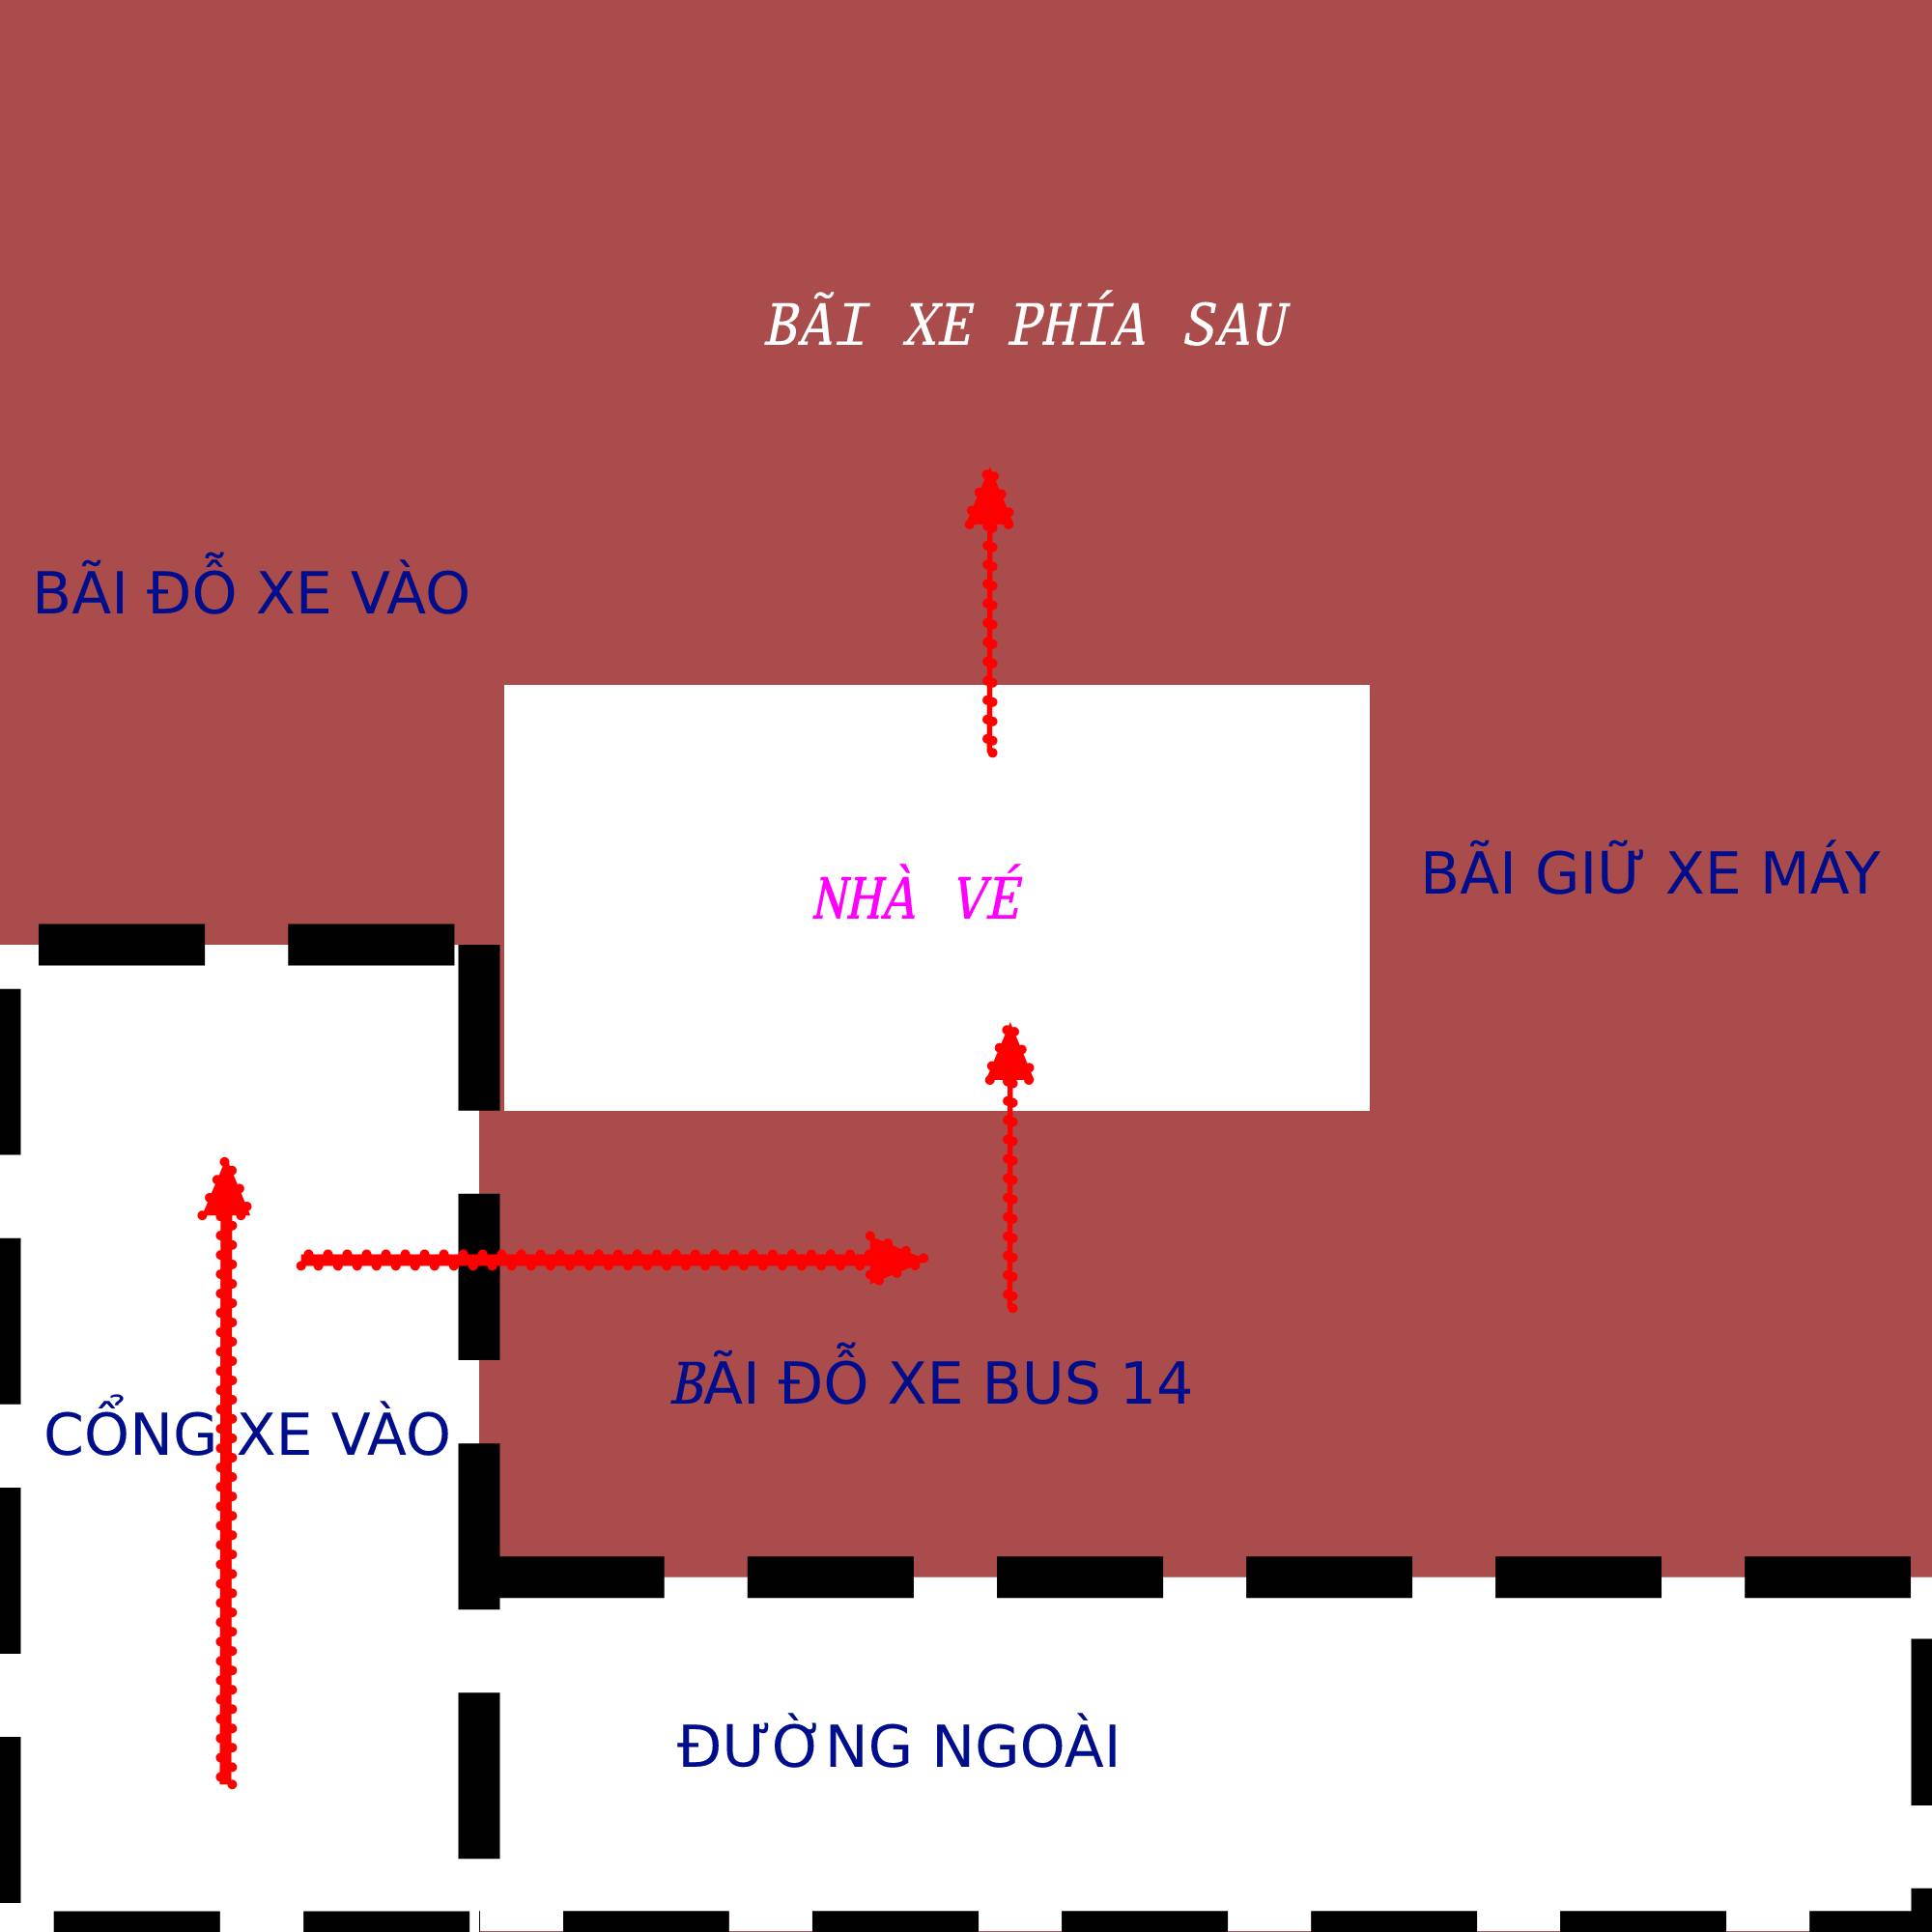 BÃI XE PHÍA SAU
BÃI ĐỖ XE VÀO
BÃI GIỮ XE MÁY
NHÀ VÉ
BÃI ĐỖ XE BUS 14
CỔNG XE VÀO
ĐƯỜNG NGOÀI